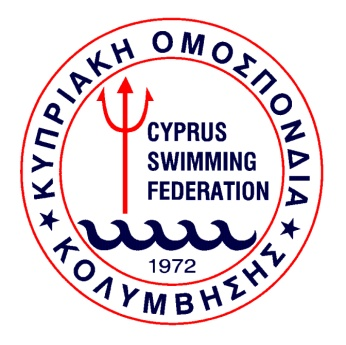 ΚΥΠΡΙΑΚΗ ΟΜΟΣΠΟΝΔΙΑ
CYPRUS
SWIMMING
FEDERATION
1972
★ ΚΟΛΥΜΒΗΣΗΣ ★